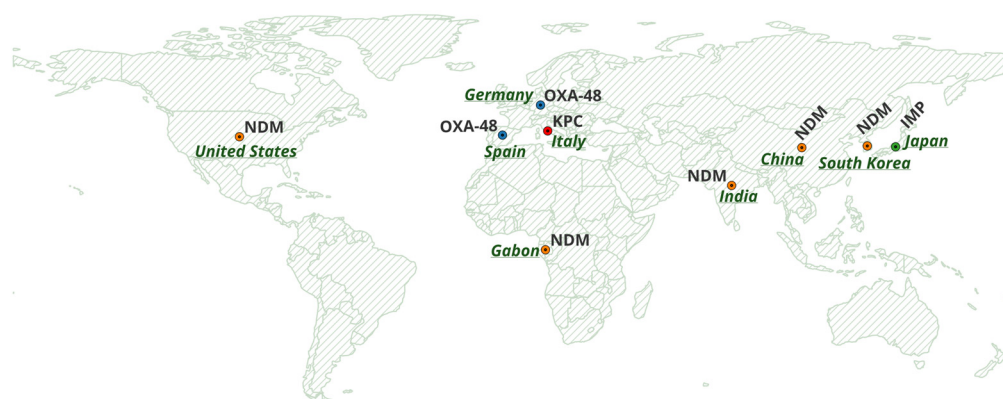 Germany
OXA-48
OXA-48
Spain
KPC
Italy
NDM
United States
NDM
China
NDM
South Korea
IMP
Japan
NDM
India
Gabon
NDM